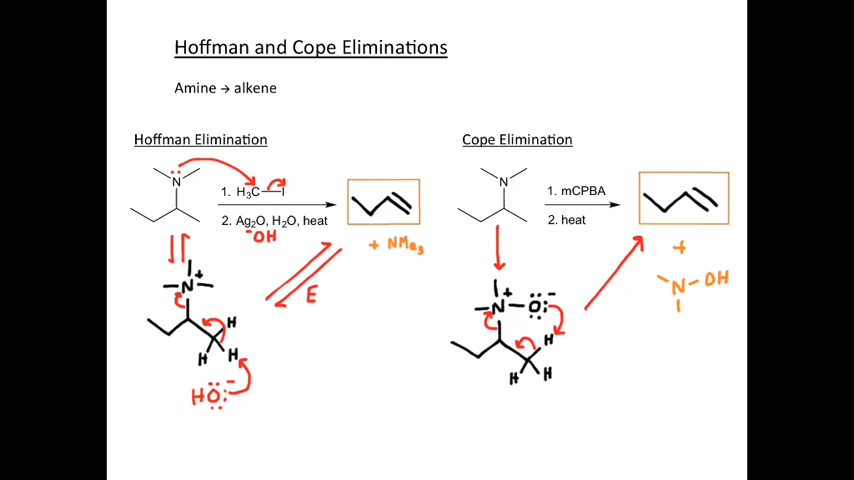 Hoffman and Cope Eliminations
Amine → alkene
Hoffman Elimination
N
1. H₃C—I
2. Ag₂O, H₂O, heat
⁻OH
+ NMe₃
N⁺
E
H
H H
HO:⁻
Cope Elimination
N
1. mCPBA
2. heat
+
N-OH
N⁺-O:⁻
H
H H